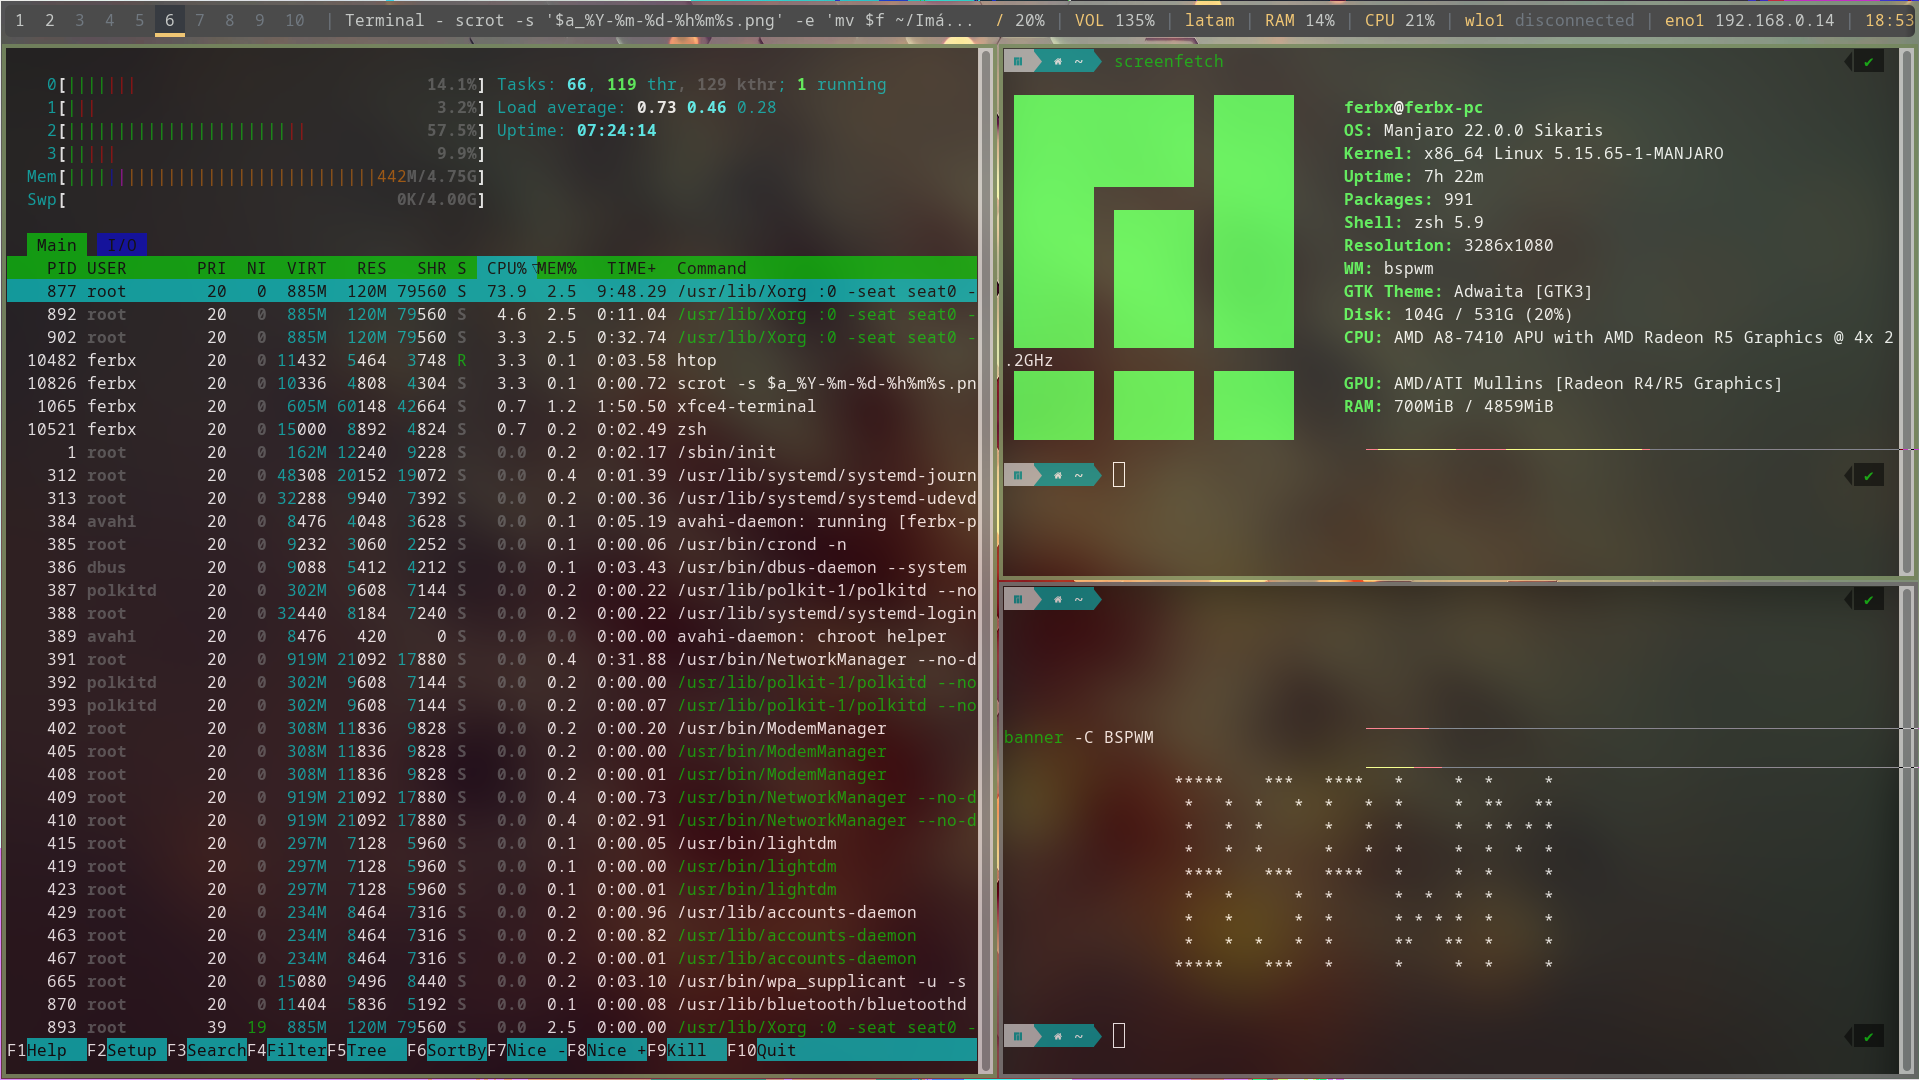 1 2 3 4 5 6 7 8 9 10 | Terminal - scrot -s '$a_%Y-%m-%d-%h%m%s.png' -e 'mv $f ~/Imá... / 20% | VOL 135% | latam | RAM 14% | CPU 21% | wlo1 disconnected | eno1 192.168.0.14 | 18:53
0[ 14.1%] Tasks: 66, 119 thr, 129 kthr; 1 running
1[ 3.2%] Load average: 0.73 0.46 0.28
2[ 57.5%] Uptime: 07:24:14
3[ 9.9%]
Mem[ 442M/4.75G]
Swp[ 0K/4.00G]
Main I/O
PID USER PRI NI VIRT RES SHR S CPU%▽MEM% TIME+ Command
877 root 20 0 885M 120M 79560 S 73.9 2.5 9:48.29 /usr/lib/Xorg :0 -seat seat0 -
892 root 20 0 885M 120M 79560 S 4.6 2.5 0:11.04 /usr/lib/Xorg :0 -seat seat0 -
902 root 20 0 885M 120M 79560 S 3.3 2.5 0:32.74 /usr/lib/Xorg :0 -seat seat0 -
10482 ferbx 20 0 11432 5464 3748 R 3.3 0.1 0:03.58 htop
10826 ferbx 20 0 10336 4808 4304 S 3.3 0.1 0:00.72 scrot -s $a_%Y-%m-%d-%h%m%s.pn
1065 ferbx 20 0 605M 60148 42664 S 0.7 1.2 1:50.50 xfce4-terminal
10521 ferbx 20 0 15000 8892 4824 S 0.7 0.2 0:02.49 zsh
1 root 20 0 162M 12240 9228 S 0.0 0.2 0:02.17 /sbin/init
312 root 20 0 48308 20152 19072 S 0.0 0.4 0:01.39 /usr/lib/systemd/systemd-journ
313 root 20 0 32288 9940 7392 S 0.0 0.2 0:00.36 /usr/lib/systemd/systemd-udevd
384 avahi 20 0 8476 4048 3628 S 0.0 0.1 0:05.19 avahi-daemon: running [ferbx-p
385 root 20 0 9232 3060 2252 S 0.0 0.1 0:00.06 /usr/bin/crond -n
386 dbus 20 0 9088 5412 4212 S 0.0 0.1 0:03.43 /usr/bin/dbus-daemon --system
387 polkitd 20 0 302M 9608 7144 S 0.0 0.2 0:00.22 /usr/lib/polkit-1/polkitd --no
388 root 20 0 32440 8184 7240 S 0.0 0.2 0:00.22 /usr/lib/systemd/systemd-login
389 avahi 20 0 8476 420 0 S 0.0 0.0 0:00.00 avahi-daemon: chroot helper
391 root 20 0 919M 21092 17880 S 0.0 0.4 0:31.88 /usr/bin/NetworkManager --no-d
392 polkitd 20 0 302M 9608 7144 S 0.0 0.2 0:00.00 /usr/lib/polkit-1/polkitd --no
393 polkitd 20 0 302M 9608 7144 S 0.0 0.2 0:00.07 /usr/lib/polkit-1/polkitd --no
402 root 20 0 308M 11836 9828 S 0.0 0.2 0:00.20 /usr/bin/ModemManager
405 root 20 0 308M 11836 9828 S 0.0 0.2 0:00.00 /usr/bin/ModemManager
408 root 20 0 308M 11836 9828 S 0.0 0.2 0:00.01 /usr/bin/ModemManager
409 root 20 0 919M 21092 17880 S 0.0 0.4 0:00.73 /usr/bin/NetworkManager --no-d
410 root 20 0 919M 21092 17880 S 0.0 0.4 0:02.91 /usr/bin/NetworkManager --no-d
415 root 20 0 297M 7128 5960 S 0.0 0.1 0:00.05 /usr/bin/lightdm
419 root 20 0 297M 7128 5960 S 0.0 0.1 0:00.00 /usr/bin/lightdm
423 root 20 0 297M 7128 5960 S 0.0 0.1 0:00.01 /usr/bin/lightdm
429 root 20 0 234M 8464 7316 S 0.0 0.2 0:00.96 /usr/lib/accounts-daemon
463 root 20 0 234M 8464 7316 S 0.0 0.2 0:00.82 /usr/lib/accounts-daemon
467 root 20 0 234M 8464 7316 S 0.0 0.2 0:00.01 /usr/lib/accounts-daemon
665 root 20 0 15080 9496 8440 S 0.0 0.2 0:03.10 /usr/bin/wpa_supplicant -u -s
870 root 20 0 11404 5836 5192 S 0.0 0.1 0:00.08 /usr/lib/bluetooth/bluetoothd
893 root 39 19 885M 120M 79560 S 0.0 2.5 0:00.00 /usr/lib/Xorg :0 -seat seat0 -
F1Help F2Setup F3SearchF4FilterF5Tree F6SortByF7Nice -F8Nice +F9Kill F10Quit
~ screenfetch ✔
ferbx@ferbx-pc
OS: Manjaro 22.0.0 Sikaris
Kernel: x86_64 Linux 5.15.65-1-MANJARO
Uptime: 7h 22m
Packages: 991
Shell: zsh 5.9
Resolution: 3286x1080
WM: bspwm
GTK Theme: Adwaita [GTK3]
Disk: 104G / 531G (20%)
CPU: AMD A8-7410 APU with AMD Radeon R5 Graphics @ 4x 2
.2GHz
GPU: AMD/ATI Mullins [Radeon R4/R5 Graphics]
RAM: 700MiB / 4859MiB
~ ✔
~ ✔
banner -C BSPWM
BSPWM
~ ✔